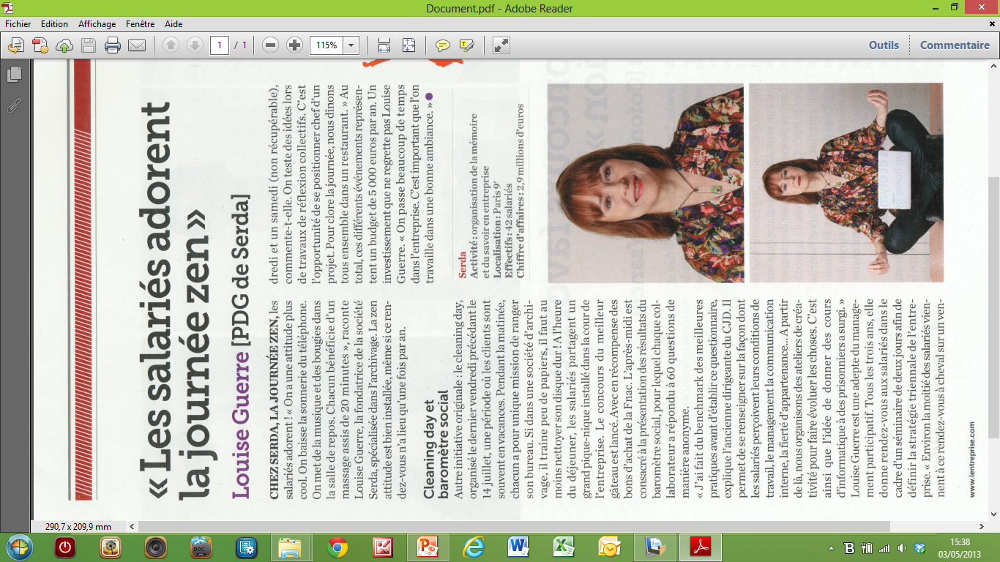 Document.pdf - Adobe Reader
Fichier Edition Affichage Fenêtre Aide
1 / 1
115%
Outils Commentaire
« Les salariés adorent
la journée zen »
Louise Guerre [PDG de Serda]
CHEZ SERDA, LA JOURNÉE ZEN, les
salariés adorent ! « On a une attitude plus
cool. On baisse la sonnerie du téléphone.
On met de la musique et des bougies dans
la salle de repos. Chacun bénéficie d'un
massage assis de 20 minutes », raconte
Louise Guerre, la fondatrice de la société
Serda, spécialisée dans l'archivage. La zen
attitude est bien installée, même si ce ren-
dez-vous n'a lieu qu'une fois par an.
Cleaning day et
baromètre social
Autre initiative originale : le cleaning day,
organisé le dernier vendredi précédant le
14 juillet, une période où les clients sont
souvent en vacances. Pendant la matinée,
chacun a pour unique mission de ranger
son bureau. Si dans une société d'archi-
vage, il traîne peu de papiers, il faut au
moins nettoyer son disque dur ! A l'heure
du déjeuner, les salariés partagent un
grand pique-nique installé dans la cour de
l'entreprise. Le concours du meilleur
gâteau est lancé. Avec en récompense des
bons d'achat de la Fnac. L'après-midi est
consacré à la présentation des résultats du
baromètre social, pour lequel chaque col-
laborateur a répondu à 60 questions de
manière anonyme.
« J'ai fait du benchmark des meilleures
pratiques avant d'établir ce questionnaire,
explique l'ancienne dirigeante du CJD. Il
permet de se renseigner sur la façon dont
les salariés perçoivent leurs conditions de
travail, le management la communication
interne, la fierté d'appartenance... A partir
de là, nous organisons des ateliers de créa-
tivité pour faire évoluer les choses. C'est
ainsi que l'idée de donner des cours
d'informatique à des prisonniers a surgi. »
Louise Guerre est une adepte du manage-
ment participatif. Tous les trois ans, elle
donne rendez-vous aux salariés dans le
cadre d'un séminaire de deux jours afin de
définir la stratégie triennale de l'entre-
prise. « Environ la moitié des salariés vien-
nent à ce rendez-vous à cheval sur un ven-
dredi et un samedi (non récupérable),
commente-t-elle. On teste des idées lors
de travaux de réflexion collectifs. C'est
l'opportunité de se positionner chef d'un
projet. Pour clore la journée, nous dînons
tous ensemble dans un restaurant. » Au
total, ces différents événements représen-
tent un budget de 5 000 euros par an. Un
investissement que ne regrette pas Louise
Guerre. « On passe beaucoup de temps
dans l'entreprise. C'est important que l'on
travaille dans une bonne ambiance. »
Serda
Activité : organisation de la mémoire
et du savoir en entreprise
Localisation : Paris 9e
Effectifs : 42 salariés
Chiffre d'affaires : 2,9 millions d'euros
www.lentreprise.com
290,7 x 209,9 mm
15:38
03/05/2013